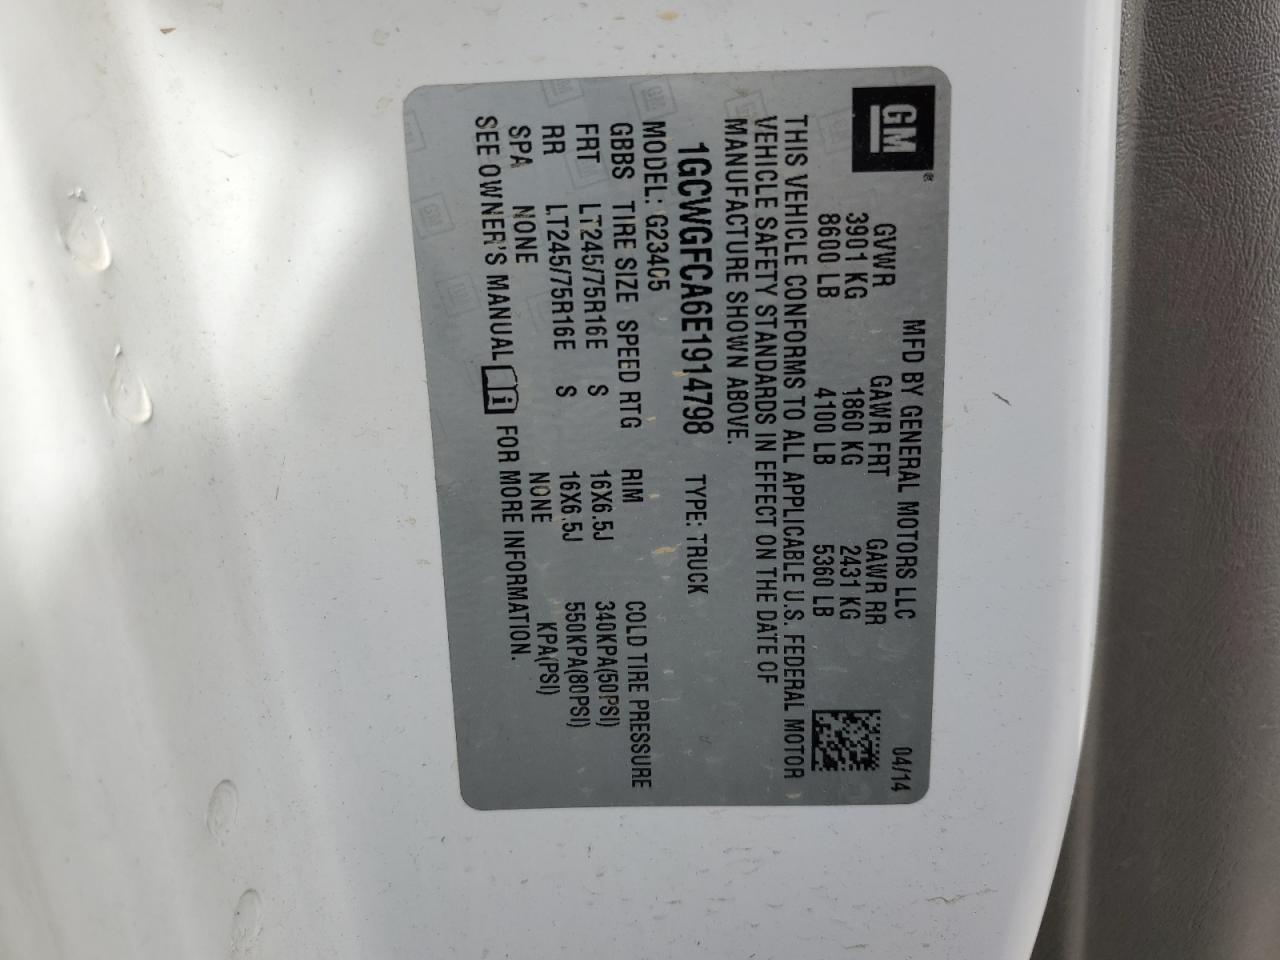 GM®
MFD BY GENERAL MOTORS LLC 04/14
GVWR GAWR FRT GAWR RR
3901 KG 1860 KG 2431 KG
8600 LB 4100 LB 5360 LB
THIS VEHICLE CONFORMS TO ALL APPLICABLE U.S. FEDERAL MOTOR
VEHICLE SAFETY STANDARDS IN EFFECT ON THE DATE OF
MANUFACTURE SHOWN ABOVE.
1GCWGFCA6E1914798 TYPE: TRUCK
MODEL: G23405
GBBS TIRE SIZE SPEED RTG RIM COLD TIRE PRESSURE
FRT LT245/75R16E S 16X6.5J 340KPA(50PSI)
RR LT245/75R16E S 16X6.5J 550KPA(80PSI)
SPA NONE NONE KPA(PSI)
SEE OWNER'S MANUAL FOR MORE INFORMATION.